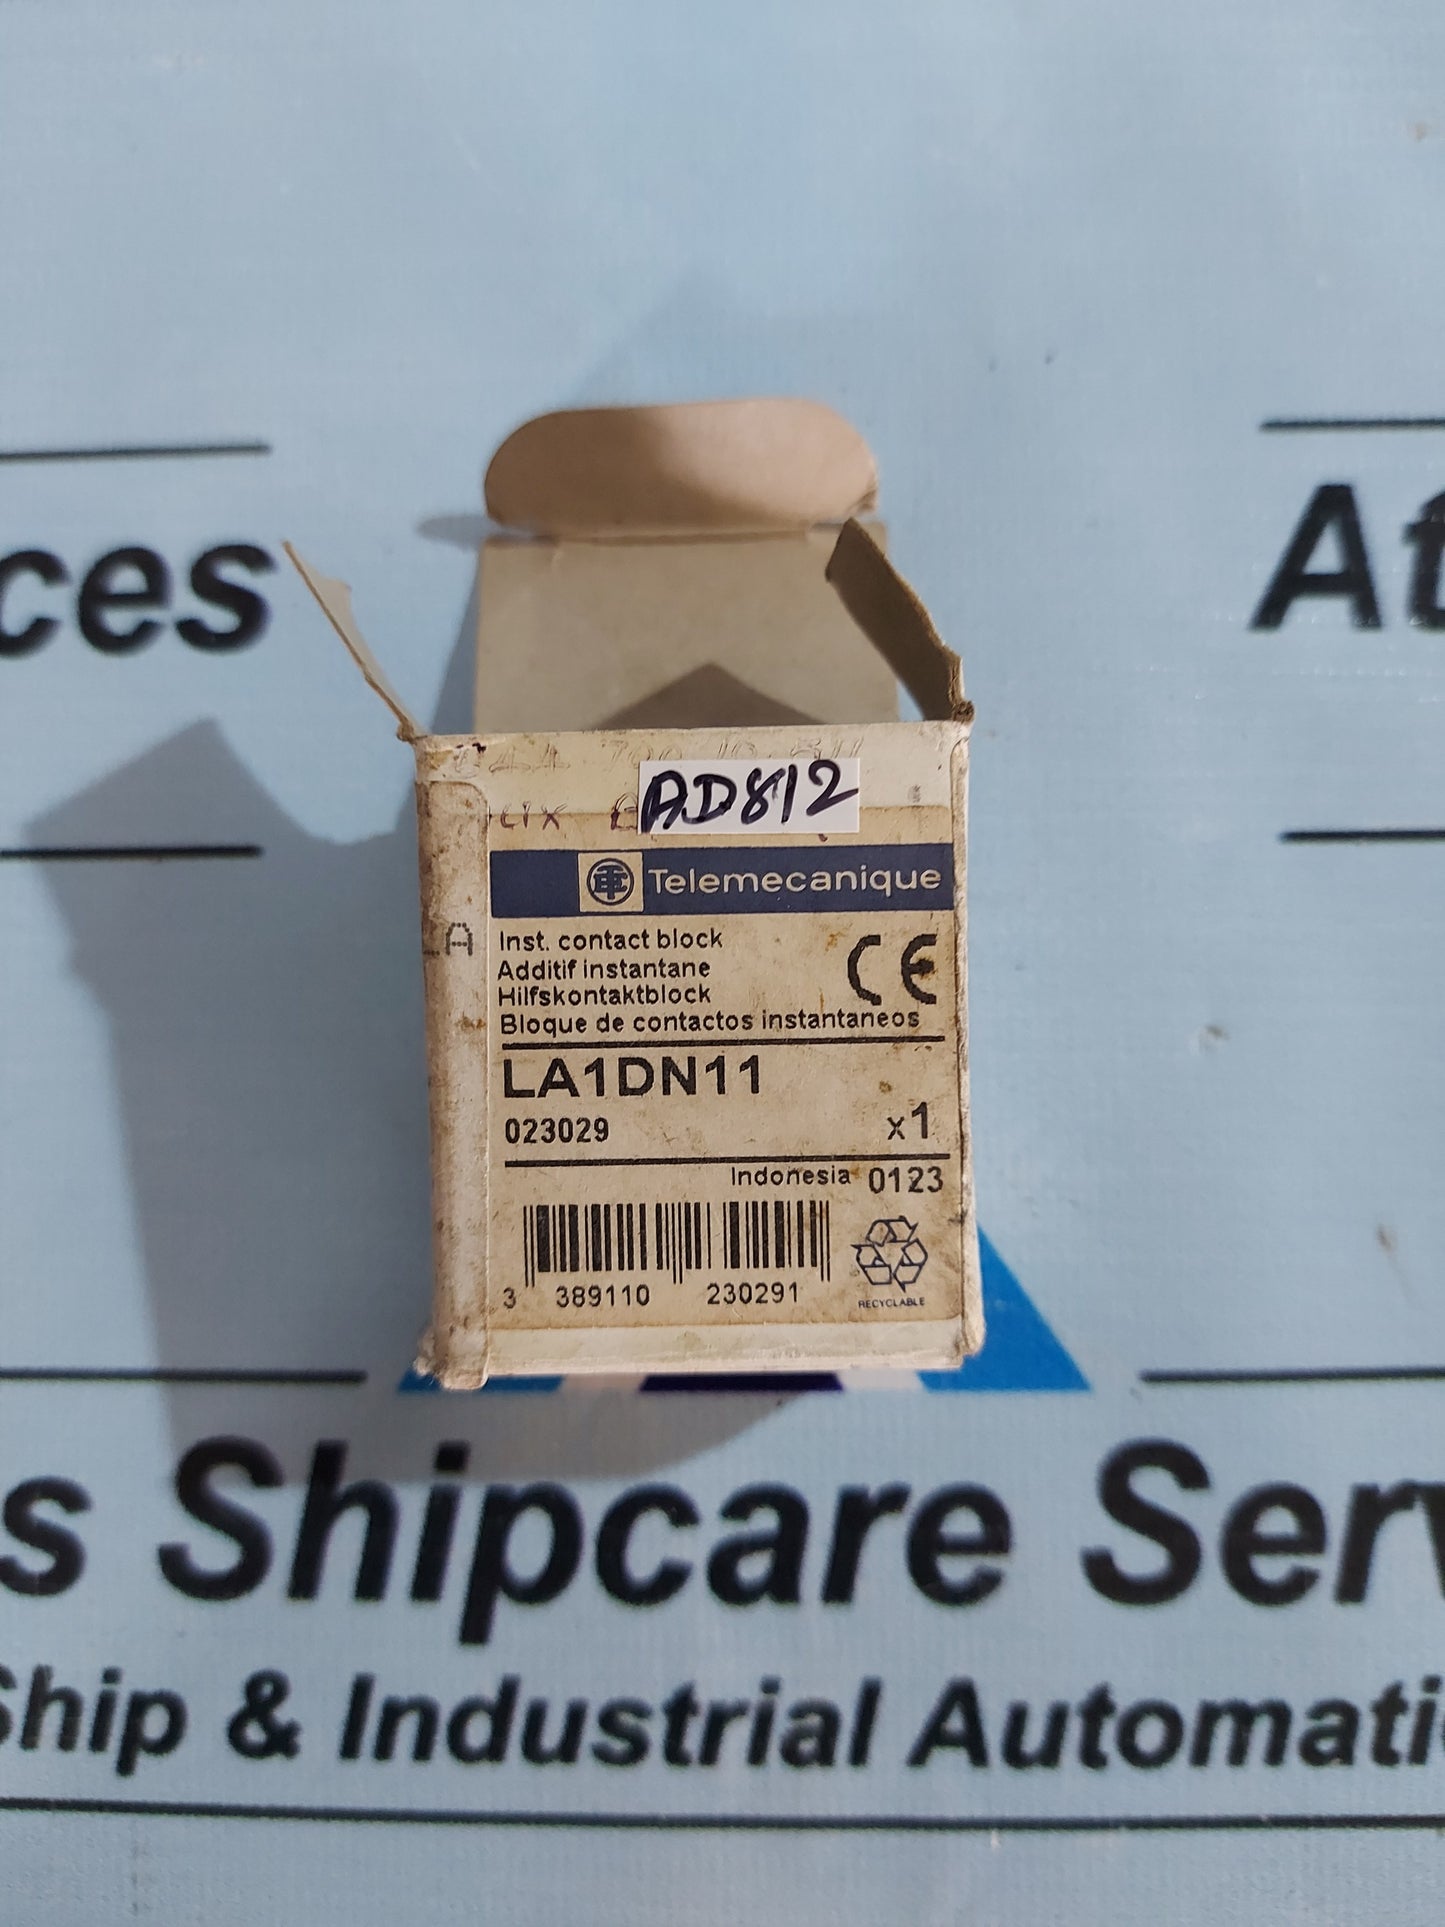 ces
At
AD812
Telemecanique
LA
Inst. contact block
Additif instantane
Hilfskontaktblock
Bloque de contactos instantaneos
CE
LA1DN11
023029
x1
Indonesia 0123
3 389110 230291
RECYCLABLE
s Shipcare Serv
Ship & Industrial Automati